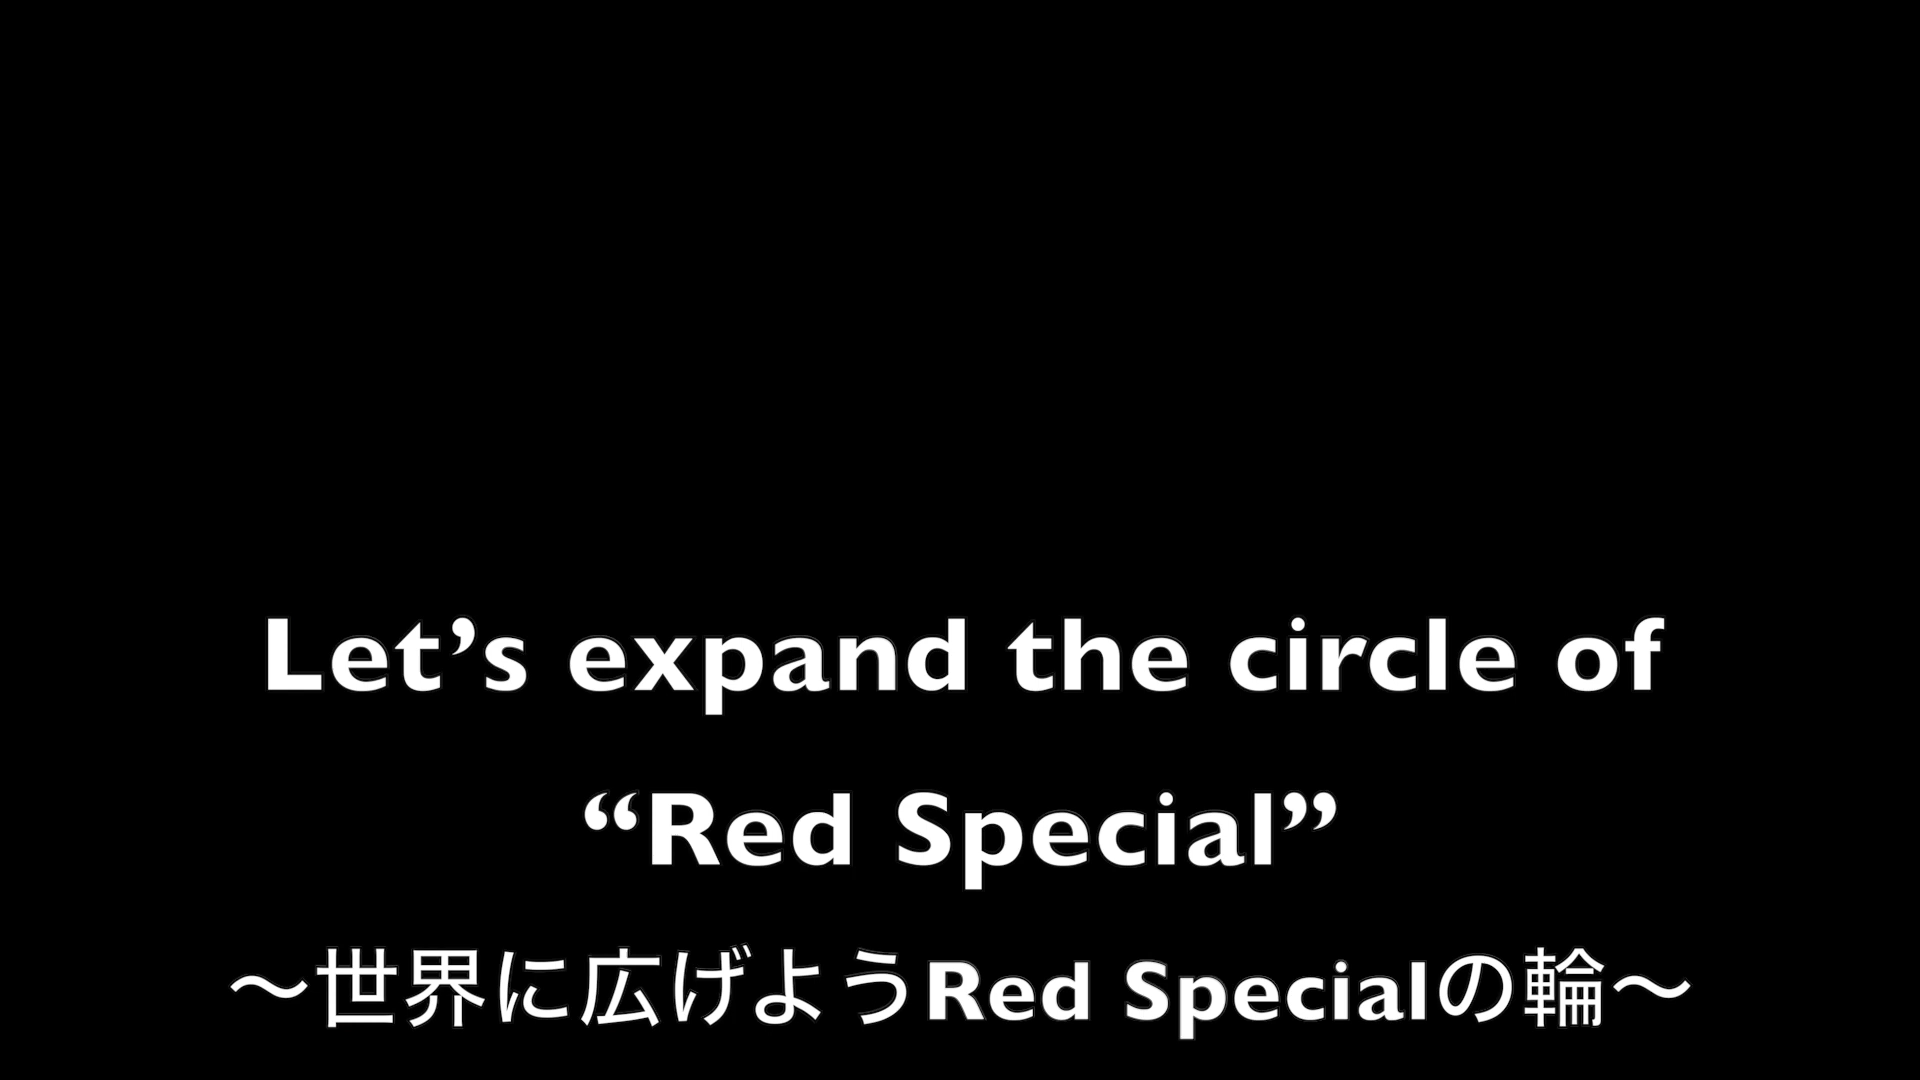 Let’s expand the circle of
“Red Special”
～世界に広げようRed Specialの輪～